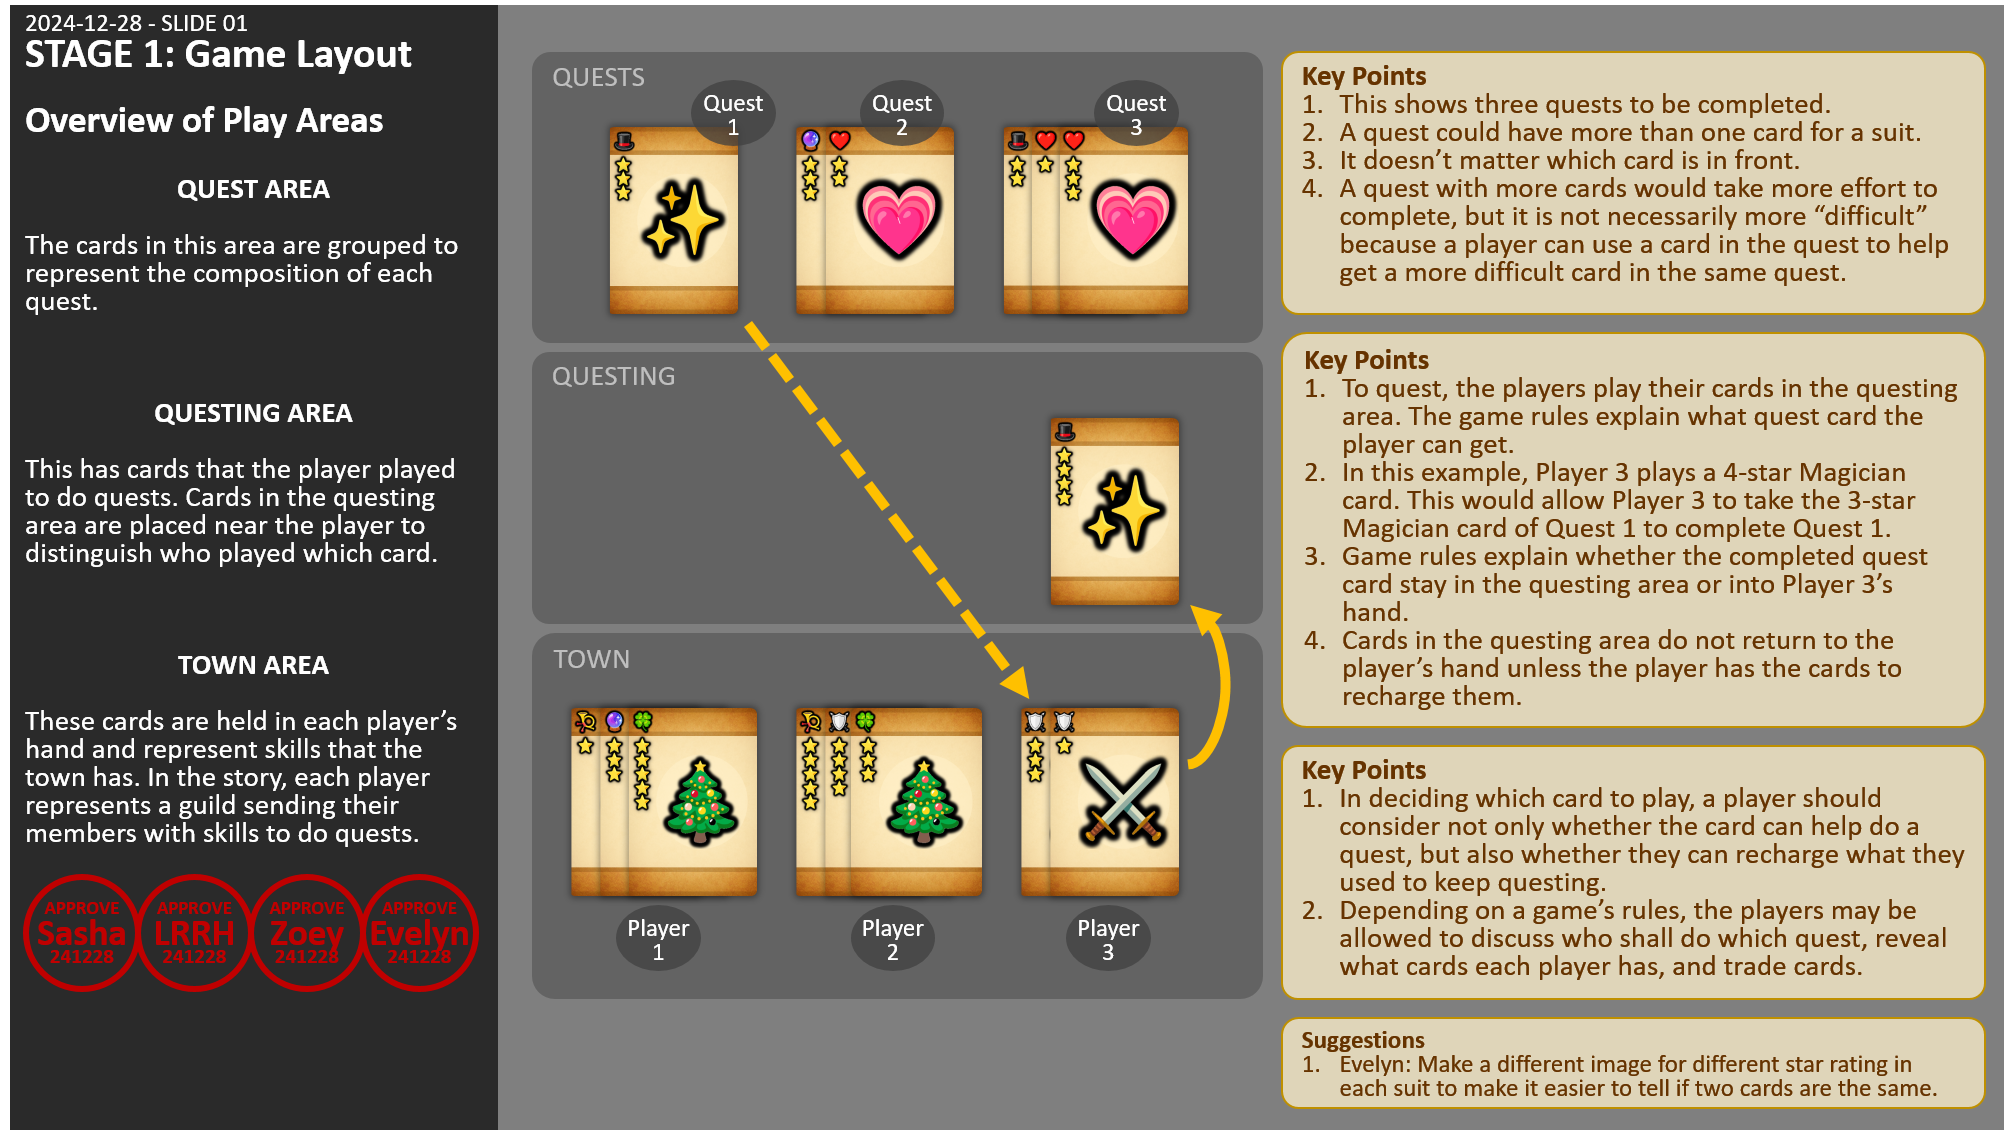 2024-12-28 - SLIDE 01
STAGE 1: Game Layout
Overview of Play Areas
QUEST AREA
The cards in this area are grouped to
represent the composition of each
quest.
QUESTING AREA
This has cards that the player played
to do quests. Cards in the questing
area are placed near the player to
distinguish who played which card.
TOWN AREA
These cards are held in each player’s
hand and represent skills that the
town has. In the story, each player
represents a guild sending their
members with skills to do quests.
APPROVE
Sasha
241228
APPROVE
LRRH
241228
APPROVE
Zoey
241228
APPROVE
Evelyn
241228
QUESTS
Quest
1
Quest
2
Quest
3
QUESTING
TOWN
Player
1
Player
2
Player
3
Key Points
1. This shows three quests to be completed.
2. A quest could have more than one card for a suit.
3. It doesn’t matter which card is in front.
4. A quest with more cards would take more effort to
complete, but it is not necessarily more “difficult”
because a player can use a card in the quest to help
get a more difficult card in the same quest.
Key Points
1. To quest, the players play their cards in the questing
area. The game rules explain what quest card the
player can get.
2. In this example, Player 3 plays a 4-star Magician
card. This would allow Player 3 to take the 3-star
Magician card of Quest 1 to complete Quest 1.
3. Game rules explain whether the completed quest
card stay in the questing area or into Player 3’s
hand.
4. Cards in the questing area do not return to the
player’s hand unless the player has the cards to
recharge them.
Key Points
1. In deciding which card to play, a player should
consider not only whether the card can help do a
quest, but also whether they can recharge what they
used to keep questing.
2. Depending on a game’s rules, the players may be
allowed to discuss who shall do which quest, reveal
what cards each player has, and trade cards.
Suggestions
1. Evelyn: Make a different image for different star rating in
each suit to make it easier to tell if two cards are the same.